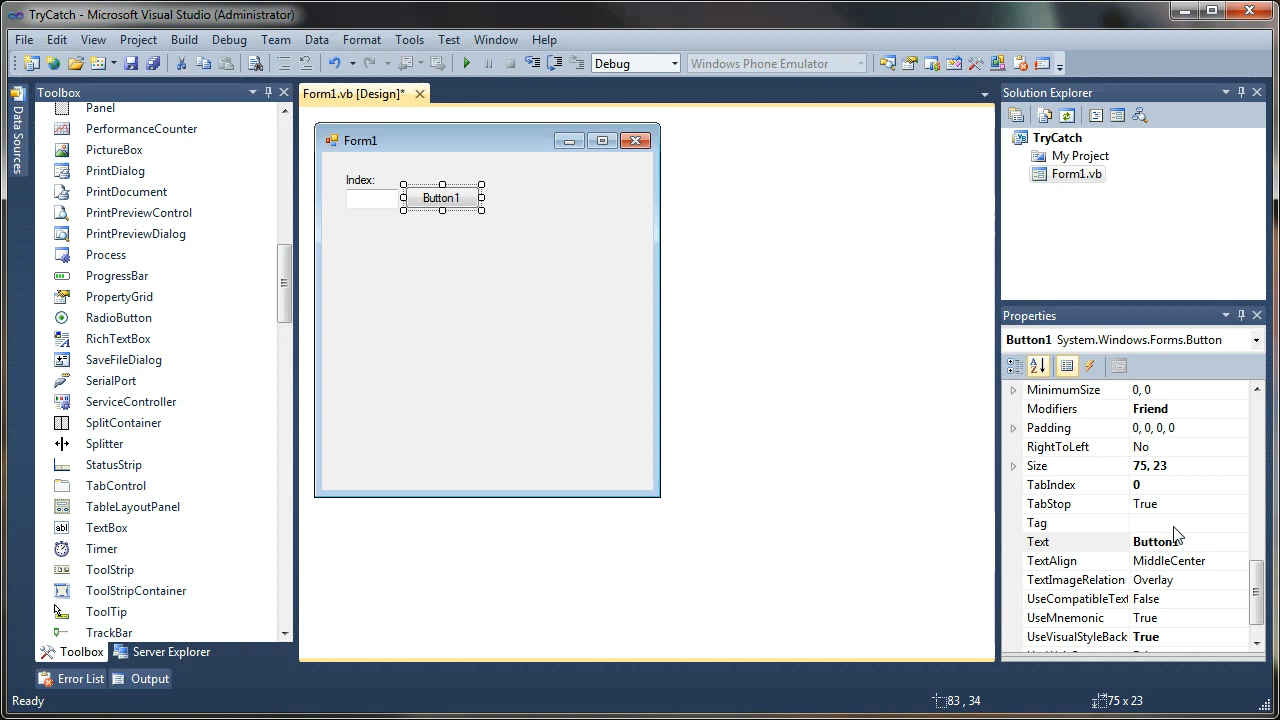 TryCatch - Microsoft Visual Studio (Administrator)
File Edit View Project Build Debug Team Data Format Tools Test Window Help
Debug Windows Phone Emulator
Data Sources
Toolbox
Panel
PerformanceCounter
PictureBox
PrintDialog
PrintDocument
PrintPreviewControl
PrintPreviewDialog
Process
ProgressBar
PropertyGrid
RadioButton
RichTextBox
SaveFileDialog
SerialPort
ServiceController
SplitContainer
Splitter
StatusStrip
TabControl
TableLayoutPanel
TextBox
Timer
ToolStrip
ToolStripContainer
ToolTip
TrackBar
Toolbox Server Explorer
Form1.vb [Design]*
Form1
Index:
Button1
Solution Explorer
TryCatch
My Project
Form1.vb
Properties
Button1 System.Windows.Forms.Button
MinimumSize 0, 0
Modifiers Friend
Padding 0, 0, 0, 0
RightToLeft No
Size 75, 23
TabIndex 0
TabStop True
Tag
Text Button1
TextAlign MiddleCenter
TextImageRelation Overlay
UseCompatibleText False
UseMnemonic True
UseVisualStyleBack True
Error List Output
Ready 83 , 34 75 x 23